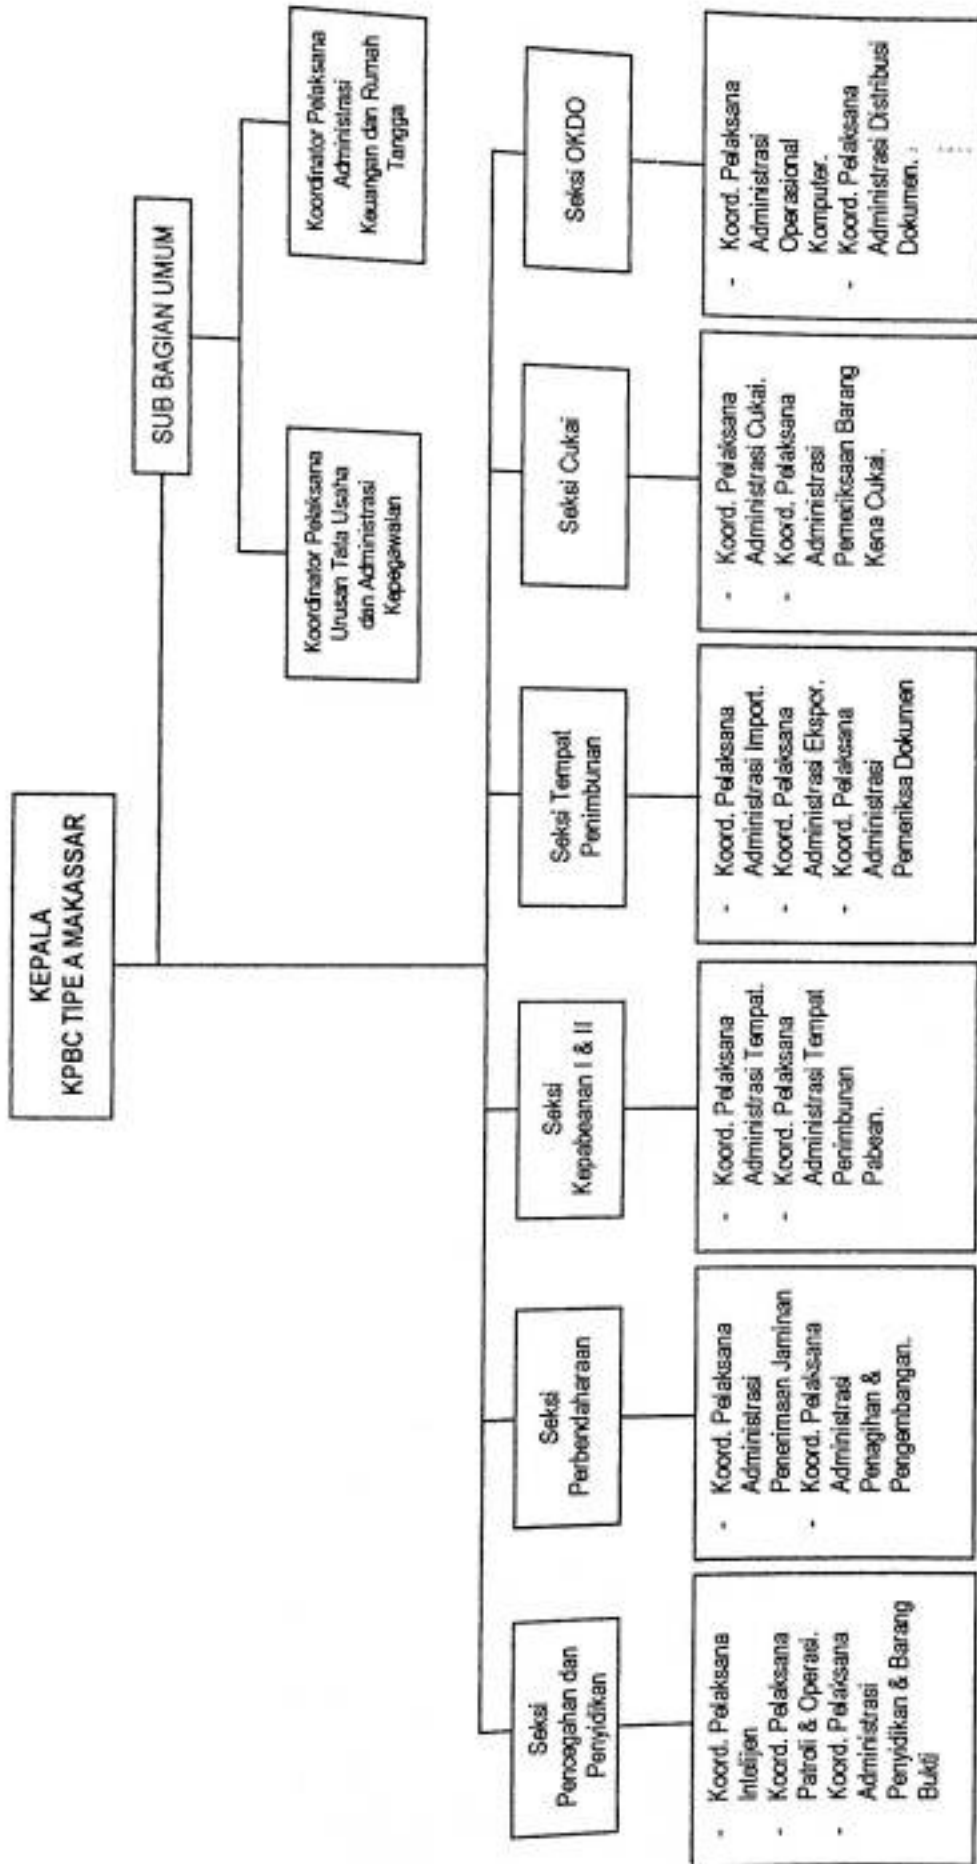 KEPALA
KPBC TIPE A MAKASSAR
SUB BAGIAN UMUM
Koordinator Pelaksana
Urusan Tata Usaha
dan Administrasi
Kepegawaian
Koordinator Pelaksana
Administrasi
Keuangan dan Rumah
Tangga
Seksi
Pencegahan dan
Penyidikan
Seksi
Perbendaharaan
Seksi
Kepabeanan I & II
Seksi Tempat
Penimbunan
Seksi Cukai
Seksi OKDO
- Koord. Pelaksana
Intelijen
- Koord. Pelaksana
Patroli & Operasi.
- Koord. Pelaksana
Administrasi
Penyidikan & Barang
Bukti
- Koord. Pelaksana
Administrasi
Penerimaan Jaminan
- Koord. Pelaksana
Administrasi
Penagihan &
Pengembangan.
- Koord. Pelaksana
Administrasi Tempat.
- Koord. Pelaksana
Administrasi Tempat
Penimbunan
Pabean.
- Koord. Pelaksana
Administrasi Import.
- Koord. Pelaksana
Administrasi Ekspor.
- Koord. Pelaksana
Administrasi
Pemeriksa Dokumen
- Koord. Pelaksana
Administrasi Cukai.
- Koord. Pelaksana
Administrasi
Pemeriksaan Barang
Kena Cukai.
- Koord. Pelaksana
Administrasi
Operasional
Komputer.
- Koord. Pelaksana
Administrasi Distribusi
Dokumen.